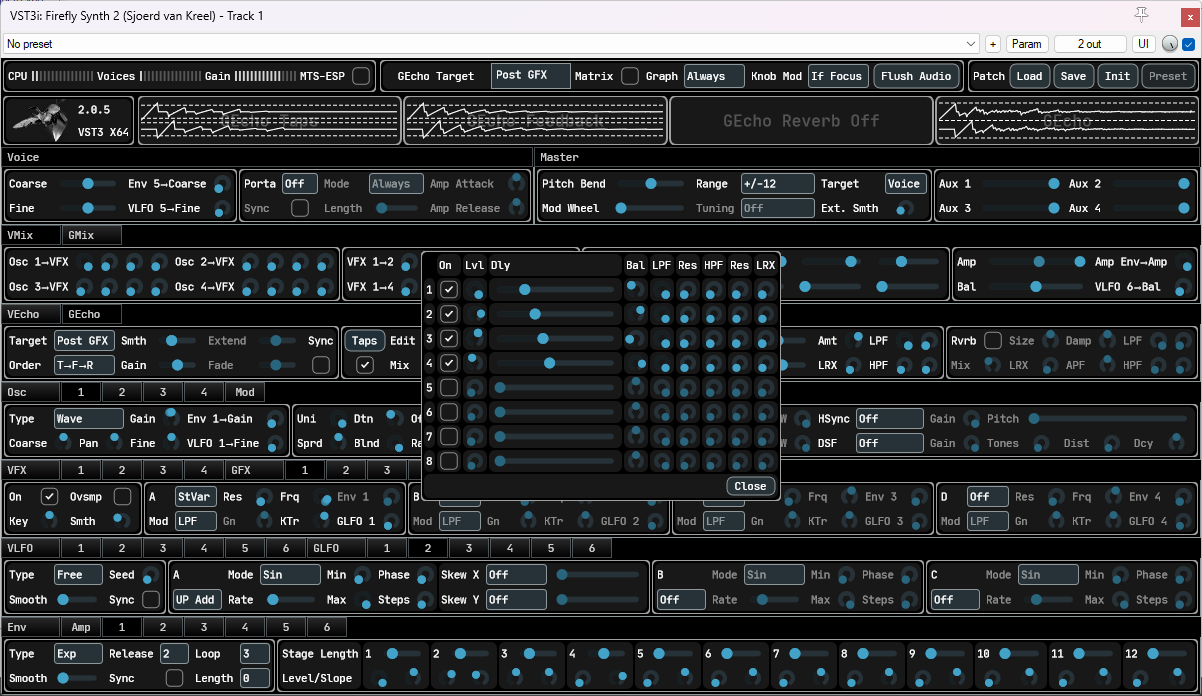 VST3i: Firefly Synth 2 (Sjoerd van Kreel) - Track 1
No preset + Param 2 out UI
CPU Voices Gain MTS-ESP GEcho Target Post GFX Matrix Graph Always Knob Mod If Focus Flush Audio Patch Load Save Init Preset
2.0.5
VST3 X64 GEcho Taps GEcho Feedback GEcho Reverb Off GEcho
Voice Master
Coarse Env 5→Coarse Porta Off Mode Always Amp Attack Pitch Bend Range +/-12 Target Voice Aux 1 Aux 2
Fine VLFO 5→Fine Sync Length Amp Release Mod Wheel Tuning Off Ext. Smth Aux 3 Aux 4
VMix GMix
Osc 1→VFX Osc 2→VFX VFX 1→2 Amp Amp Env→Amp
Osc 3→VFX Osc 4→VFX VFX 1→4 Bal VLFO 6→Bal
On Lvl Dly Bal LPF Res HPF Res LRX
1
2
3
4
5
6
7
8
Close
VEcho GEcho
Target Post GFX Smth Extend Sync Taps Edit Amt LPF Rvrb Size Damp LPF
Order T→F→R Gain Fade Mix LRX HPF Mix LRX APF HPF
Osc 1 2 3 4 Mod
Type Wave Gain Env 1→Gain Uni Dtn HSync Off Gain Pitch
Coarse Pan Fine VLFO 1→Fine Sprd Blnd DSF Off Gain Tones Dist Dcy
VFX 1 2 3 4 GFX 1 2 3
On Ovsmp A StVar Res Frq Env 1 B Frq Env 3 D Off Res Frq Env 4
Key Smth Mod LPF Gn KTr GLFO 1 Mod LPF Gn KTr GLFO 2 Mod LPF Gn KTr GLFO 3 Mod LPF Gn KTr GLFO 4
VLFO 1 2 3 4 5 6 GLFO 1 2 3 4 5 6
Type Free Seed A Mode Sin Min Phase Skew X Off B Mode Sin Min Phase C Mode Sin Min Phase
Smooth Sync UP Add Rate Max Steps Skew Y Off Off Rate Max Steps Off Rate Max Steps
Env Amp 1 2 3 4 5 6
Type Exp Release 2 Loop 3 Stage Length 1 2 3 4 5 6 7 8 9 10 11 12
Smooth Sync Length 0 Level/Slope